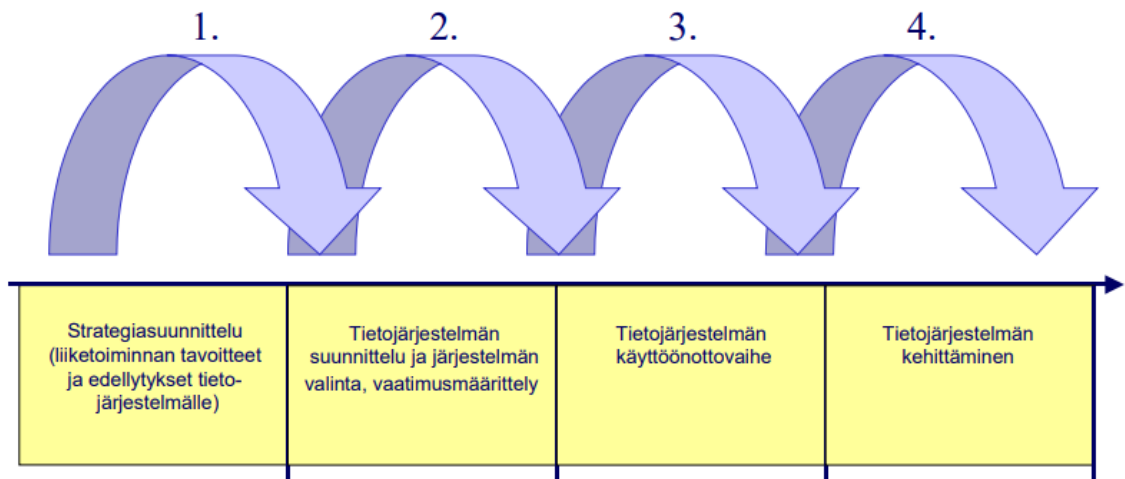 1.
2.
3.
4.
Strategiasuunnittelu
(liiketoiminnan tavoitteet
ja edellytykset tieto-
järjestelmälle)
Tietojärjestelmän
suunnittelu ja järjestelmän
valinta, vaatimusmäärittely
Tietojärjestelmän
käyttöönottovaihe
Tietojärjestelmän
kehittäminen